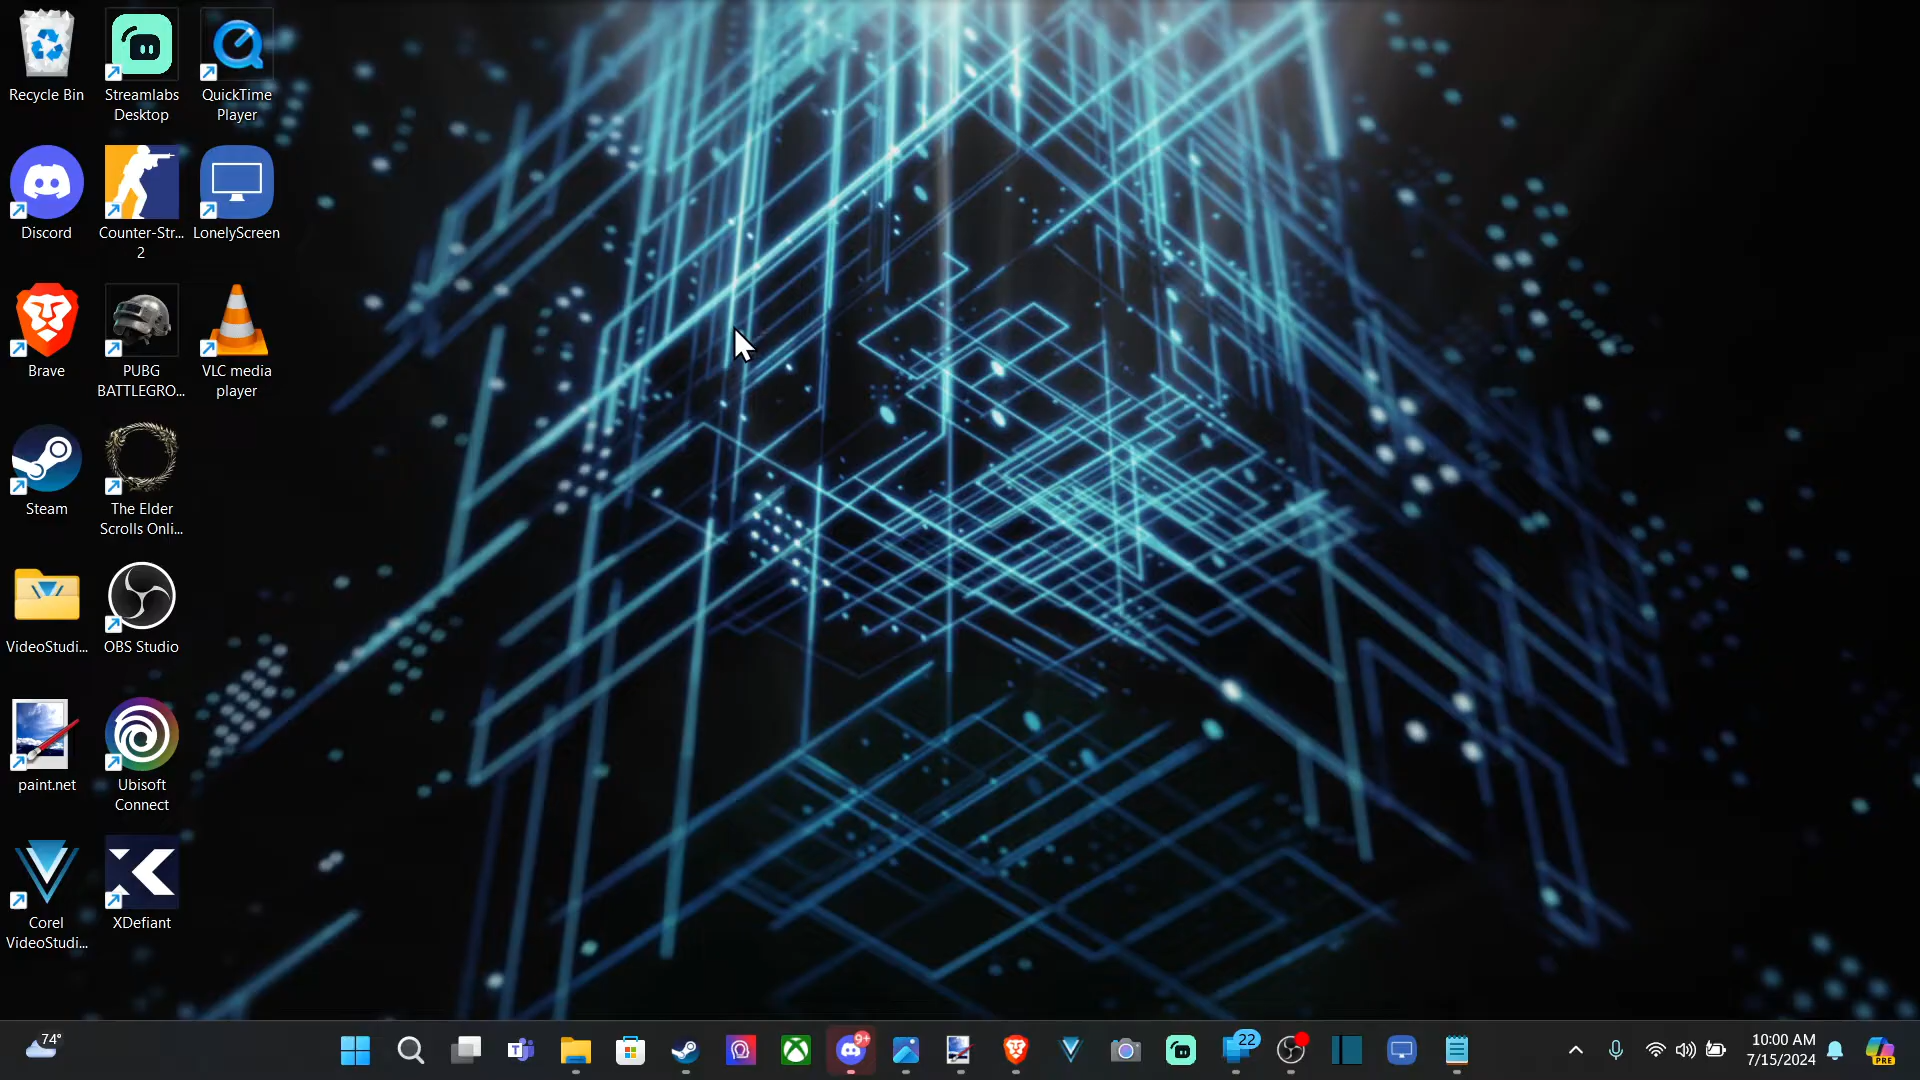 Recycle Bin
Streamlabs
Desktop
QuickTime
Player
Discord
Counter-Str...
2
LonelyScreen
Brave
PUBG
BATTLEGRO...
VLC media
player
Steam
The Elder
Scrolls Onli...
VideoStudi...
OBS Studio
paint.net
Ubisoft
Connect
Corel
VideoStudi...
XDefiant
74°
T
9+
22
10:00 AM
7/15/2024
PRE